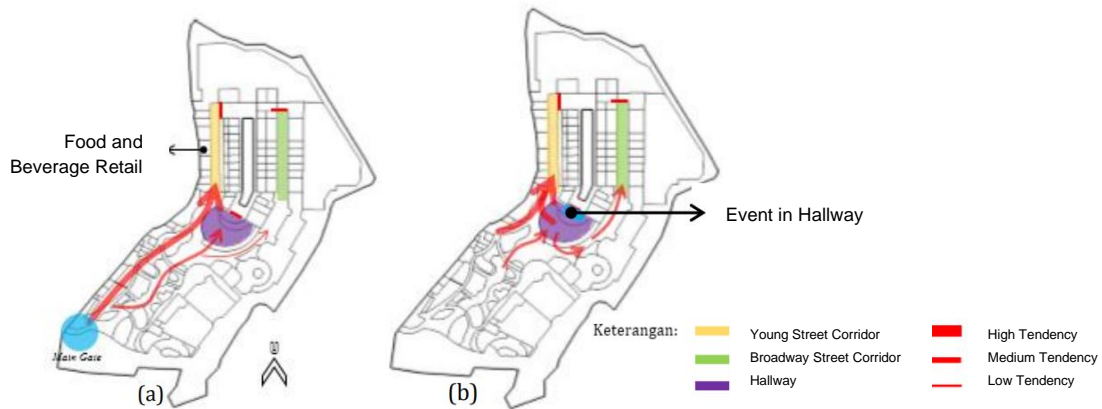 Food and
Beverage Retail
Main Gase
U
(a)
(b)
Event in Hallway
Keterangan:
Young Street Corridor
Broadway Street Corridor
Hallway
High Tendency
Medium Tendency
Low Tendency